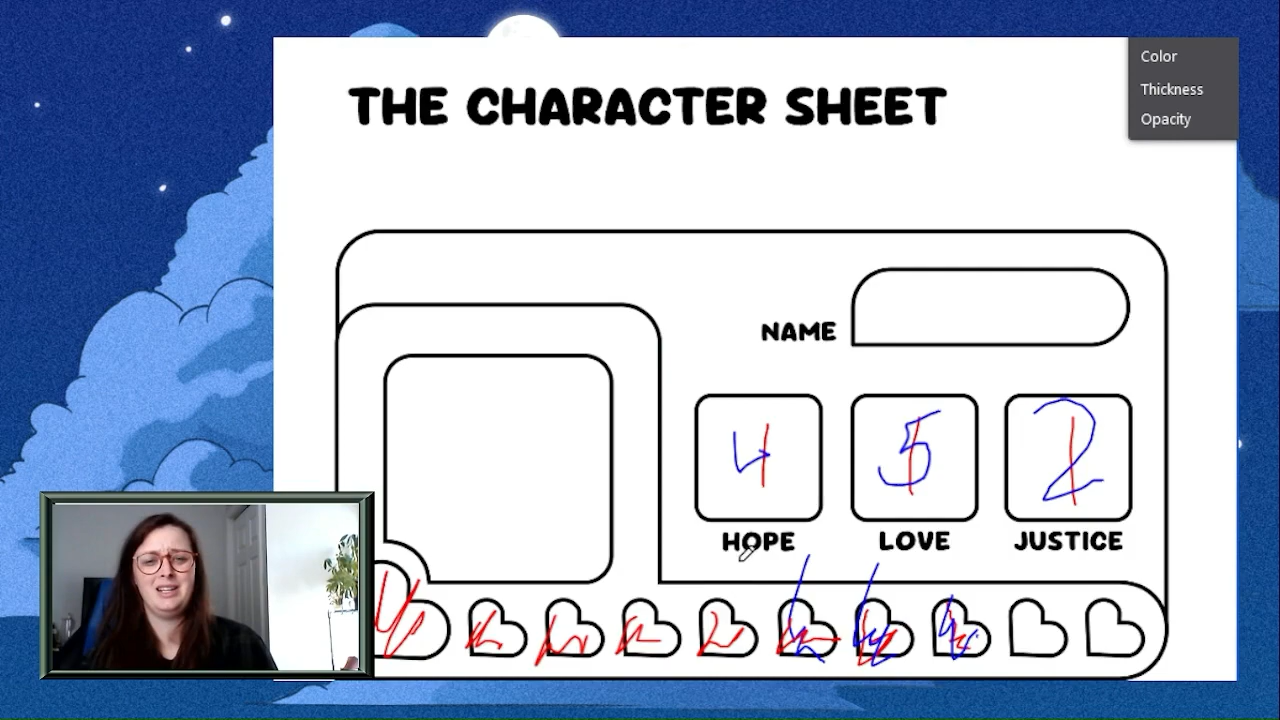 Color
Thickness
Opacity
THE CHARACTER SHEET
NAME
4 5 2
HOPE LOVE JUSTICE